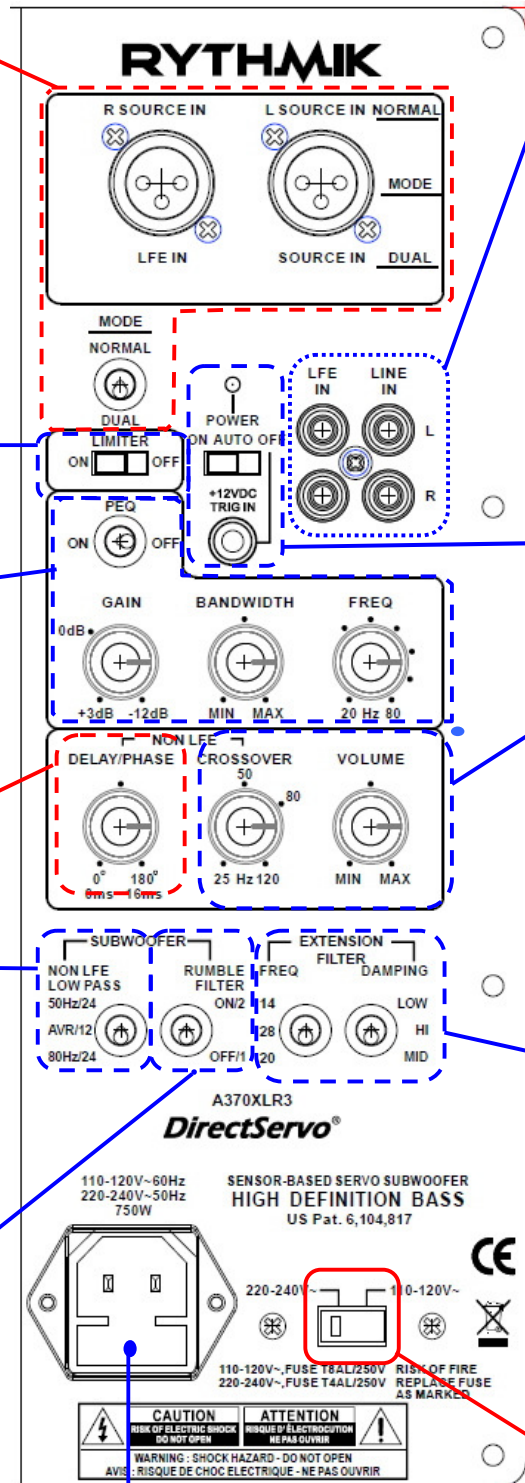 RYTHMIK
R SOURCE IN
L SOURCE IN NORMAL
MODE
LFE IN
SOURCE IN DUAL
MODE
NORMAL
DUAL
LFE IN
LINE IN
L
R
POWER
ON AUTO OFF
+12VDC
TRIG IN
LIMITER
ON OFF
PEQ
ON OFF
GAIN
BANDWIDTH
FREQ
0dB
+3dB -12dB
MIN MAX
20 Hz 80
NON LFE
DELAY/PHASE
CROSSOVER
VOLUME
50
80
0° 180°
0ms 16ms
25 Hz 120
MIN MAX
SUBWOOFER
NON LFE
LOW PASS
50Hz/24
AVR/12
80Hz/24
RUMBLE
FILTER
ON/2
OFF/1
EXTENSION
FILTER
FREQ
DAMPING
14
28
20
LOW
HI
MID
A370XLR3
DirectServo®
110-120V~60Hz
220-240V~50Hz
750W
SENSOR-BASED SERVO SUBWOOFER
HIGH DEFINITION BASS
US Pat. 6,104,817
CE
220-240V~
110-120V~
110-120V~,FUSE T8AL/250V
220-240V~,FUSE T4AL/250V
RISK OF FIRE
REPLACE FUSE
AS MARKED
CAUTION
RISK OF ELECTRIC SHOCK
DO NOT OPEN
ATTENTION
RISQUE D'ÉLECTROCUTION
NE PAS OUVRIR
WARNING : SHOCK HAZARD - DO NOT OPEN
AVIS : RISQUE DE CHOC ELECTRIQUE - NE PAS OUVRIR